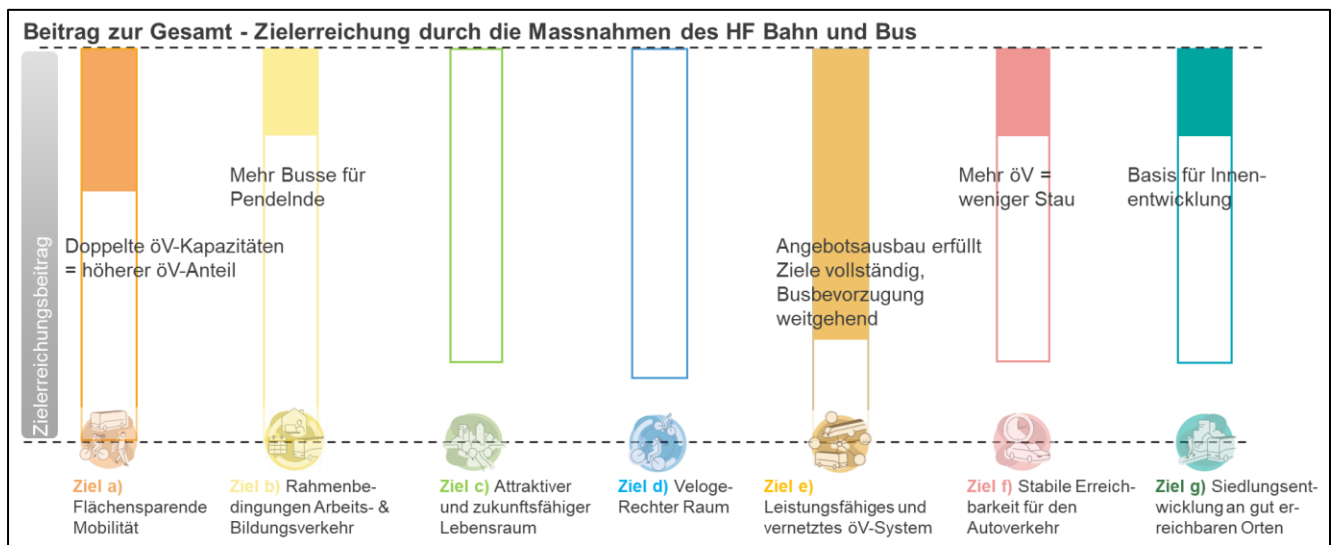 Beitrag zur Gesamt - Zielerreichung durch die Massnahmen des HF Bahn und Bus
Zielerreichungsbeitrag
Doppelte öV-Kapazitäten
= höherer öV-Anteil
Mehr Busse für
Pendelnde
Angebotsausbau erfüllt
Ziele vollständig,
Busbevorzugung
weitgehend
Mehr öV =
weniger Stau
Basis für Innen-
entwicklung
Ziel a)
Flächensparende
Mobilität
Ziel b) Rahmenbe-
dingungen Arbeits- &
Bildungsverkehr
Ziel c) Attraktiver
und zukunftsfähiger
Lebensraum
Ziel d) Veloge-
Rechter Raum
Ziel e)
Leistungsfähiges und
vernetztes öV-System
Ziel f) Stabile Erreich-
barkeit für den
Autoverkehr
Ziel g) Siedlungsent-
wicklung an gut er-
reichbaren Orten